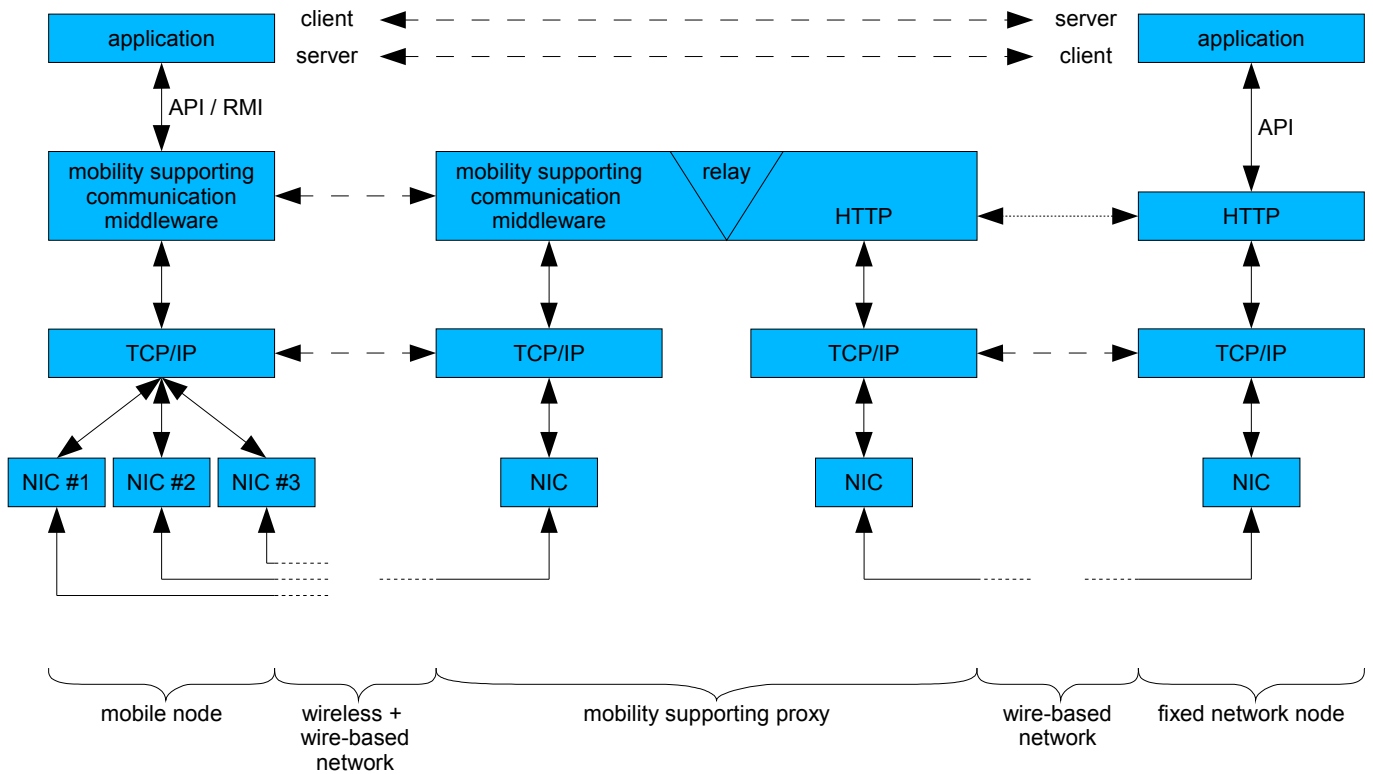 client
server
application
application
server
client
API / RMI
API
mobility supporting
communication
middleware
mobility supporting
communication
middleware
relay
HTTP
HTTP
TCP/IP
TCP/IP
TCP/IP
TCP/IP
NIC #1
NIC #2
NIC #3
NIC
NIC
NIC
mobile node
wireless +
wire-based
network
mobility supporting proxy
wire-based
network
fixed network node